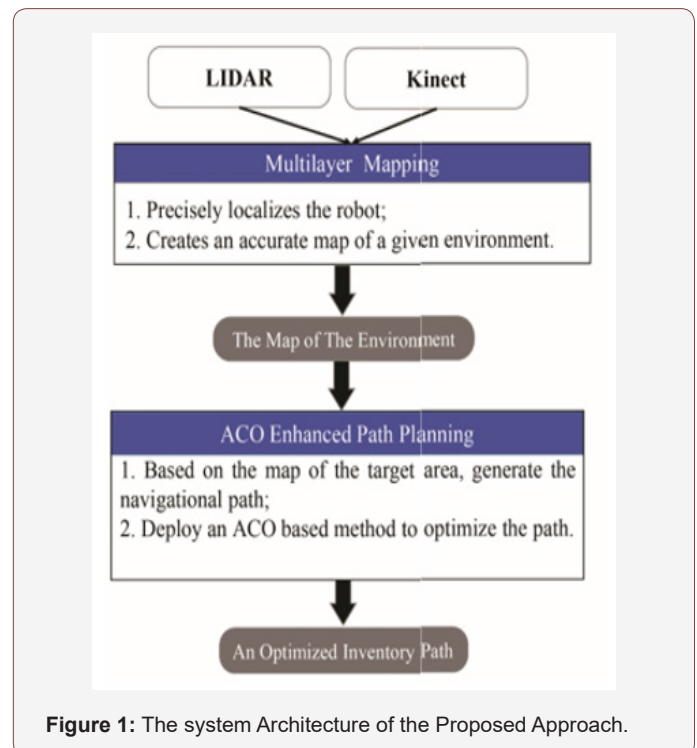 LIDAR
Kinect
Multilayer Mapping
1. Precisely localizes the robot;
2. Creates an accurate map of a given environment.
The Map of The Environment
ACO Enhanced Path Planning
1. Based on the map of the target area, generate the
navigational path;
2. Deploy an ACO based method to optimize the path.
An Optimized Inventory Path
Figure 1: The system Architecture of the Proposed Approach.